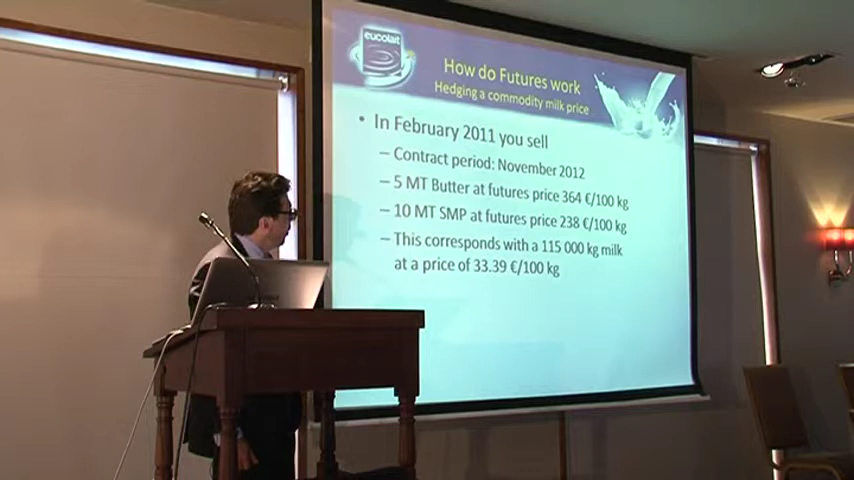 eucolait
How do Futures work
Hedging a commodity milk price
• In February 2011 you sell
– Contract period: November 2012
– 5 MT Butter at futures price 364 €/100 kg
– 10 MT SMP at futures price 238 €/100 kg
– This corresponds with a 115 000 kg milk
at a price of 33.39 €/100 kg